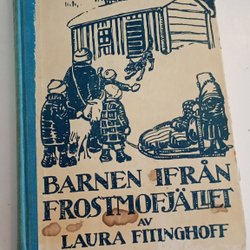 BARNEN IFRÅN
FROSTMOFJÄLLET
AV
LAURA FITINGHOFF